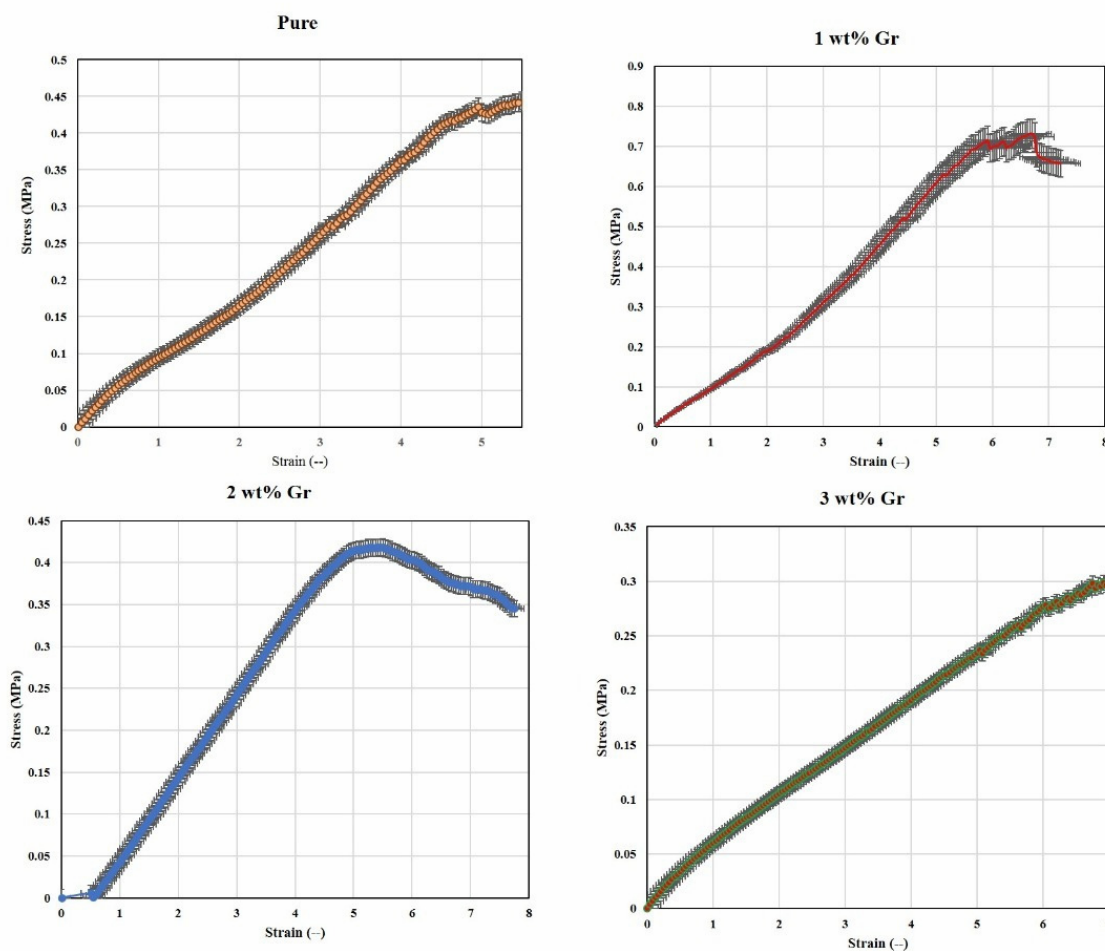 Pure
0.5
0.45
0.4
0.35
0.3
0.25
0.2
0.15
0.1
0.05
0
Stress (MPa)
0 1 2 3 4 5
Strain (--)
1 wt% Gr
0.9
0.8
0.7
0.6
0.5
0.4
0.3
0.2
0.1
0
Stress (MPa)
0 1 2 3 4 5 6 7 8
Strain (--)
2 wt% Gr
0.45
0.4
0.35
0.3
0.25
0.2
0.15
0.1
0.05
0
Stress (MPa)
0 1 2 3 4 5 6 7 8
Strain (--)
3 wt% Gr
0.35
0.3
0.25
0.2
0.15
0.1
0.05
0
Stress (MPa)
0 1 2 3 4 5 6
Strain (--)